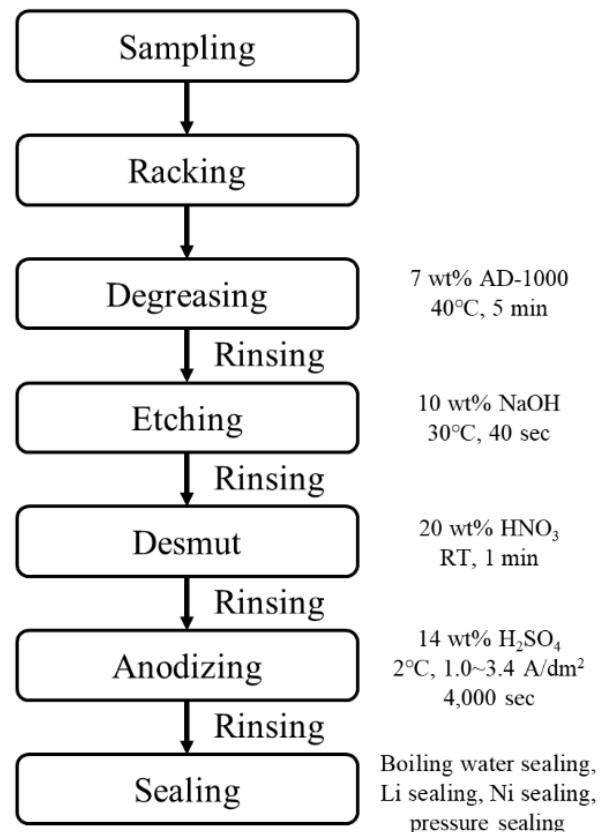 Sampling
Racking
Degreasing
7 wt% AD-1000
40°C, 5 min
Rinsing
Etching
10 wt% NaOH
30°C, 40 sec
Rinsing
Desmut
20 wt% HNO₃
RT, 1 min
Rinsing
Anodizing
14 wt% H₂SO₄
2°C, 1.0~3.4 A/dm²
4,000 sec
Rinsing
Sealing
Boiling water sealing,
Li sealing, Ni sealing,
pressure sealing